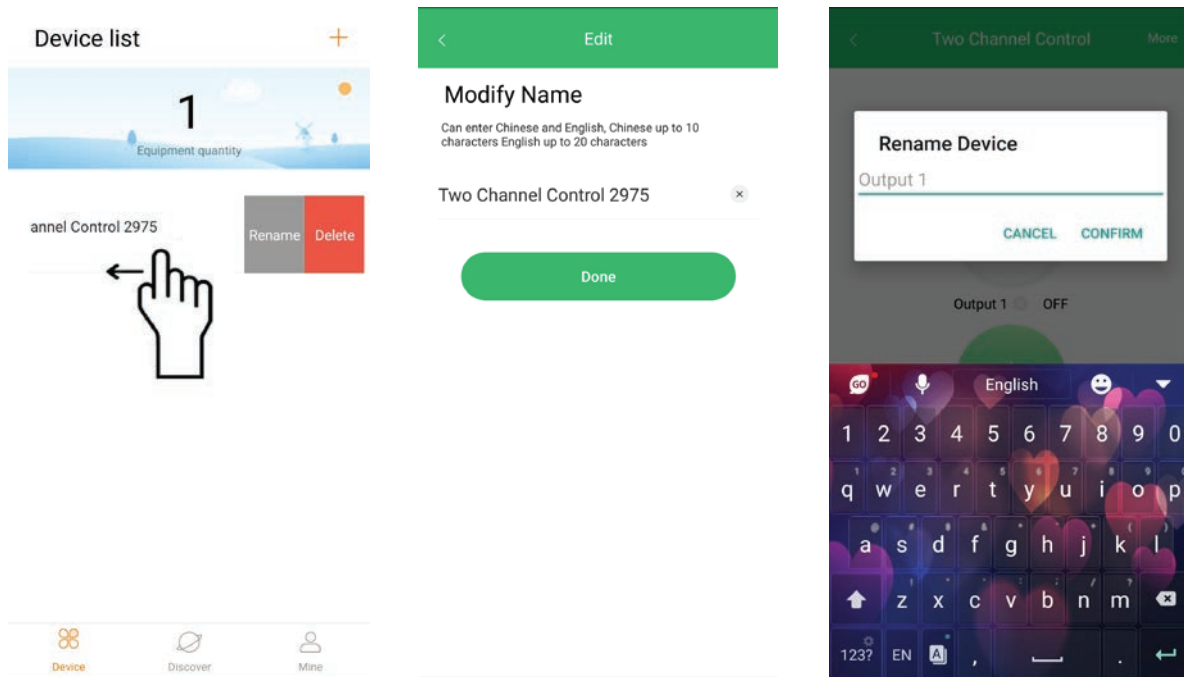 Device list
+
1
Equipment quantity
annel Control 2975
Rename Delete
Device Discover Mine
< Edit
Modify Name
Can enter Chinese and English, Chinese up to 10
characters English up to 20 characters
Two Channel Control 2975 ×
Done
< Two Channel Control More
Rename Device
Output 1
CANCEL CONFIRM
Output 1 OFF
GO English
1 2 3 4 5 6 7 8 9 0
q w e r t y u i o p
a s d f g h j k l
z x c v b n m
123? EN A , .